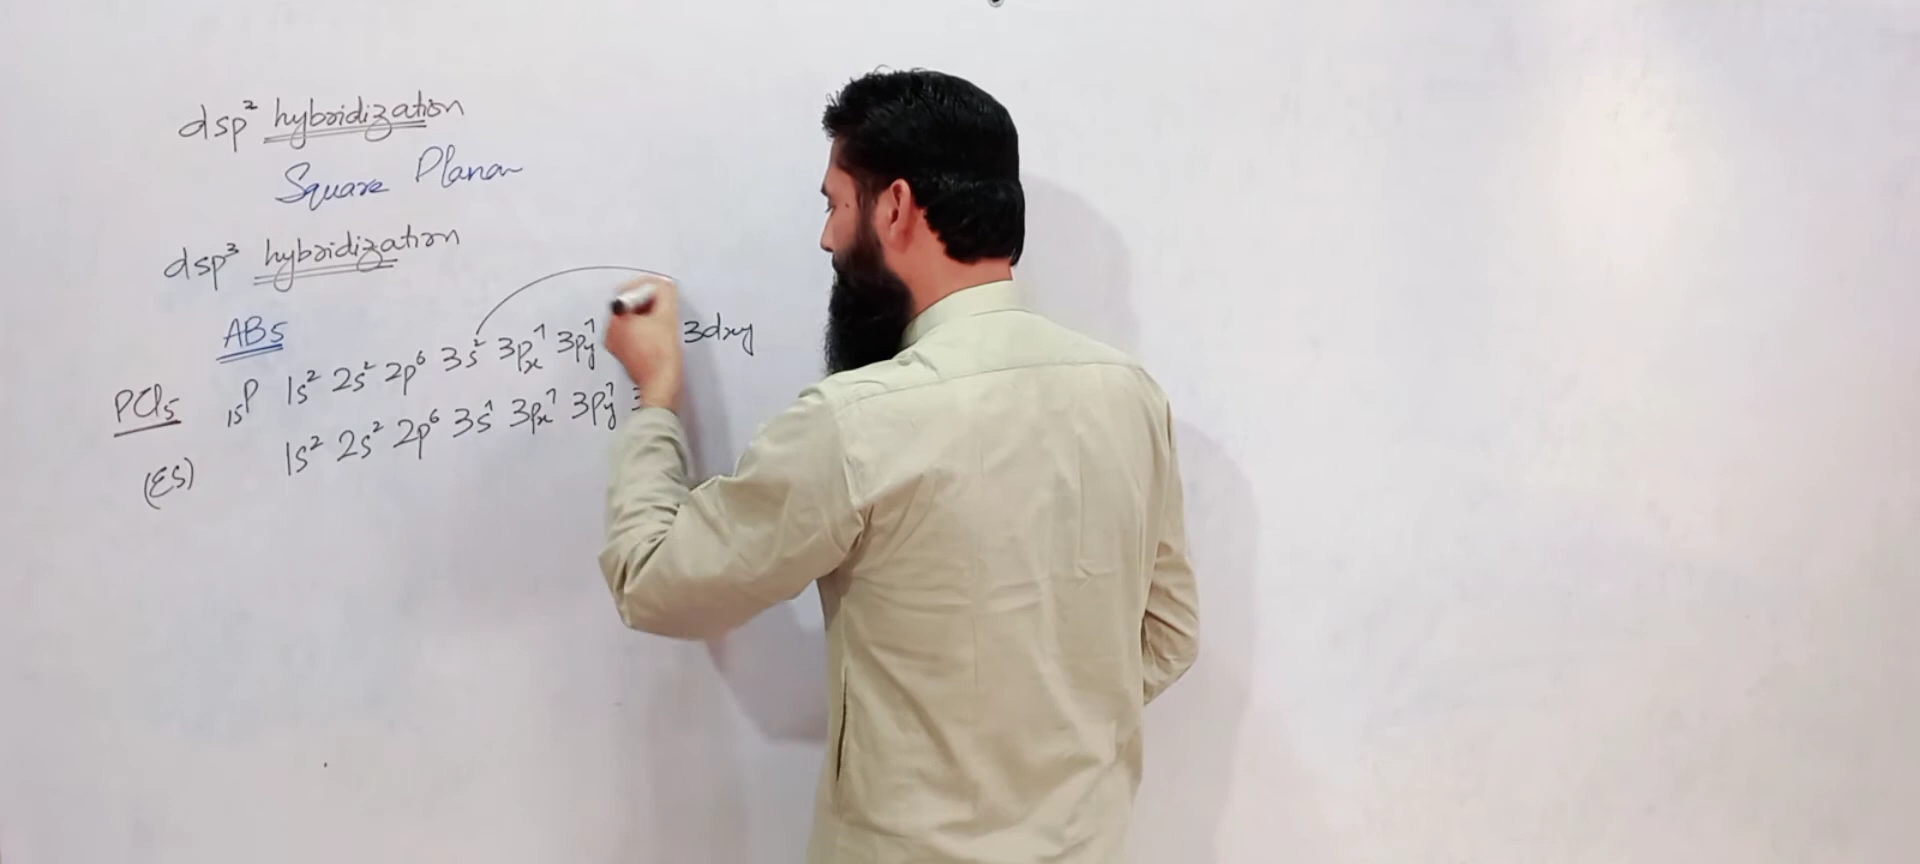 dsp² hybridization
Square Planar
dsp³ hybridization
AB5
PCl5 ₁₅P 1s² 2s² 2p⁶ 3s² 3px¹ 3py¹ 3dxy
(ES) 1s² 2s² 2p⁶ 3s¹ 3px¹ 3py¹